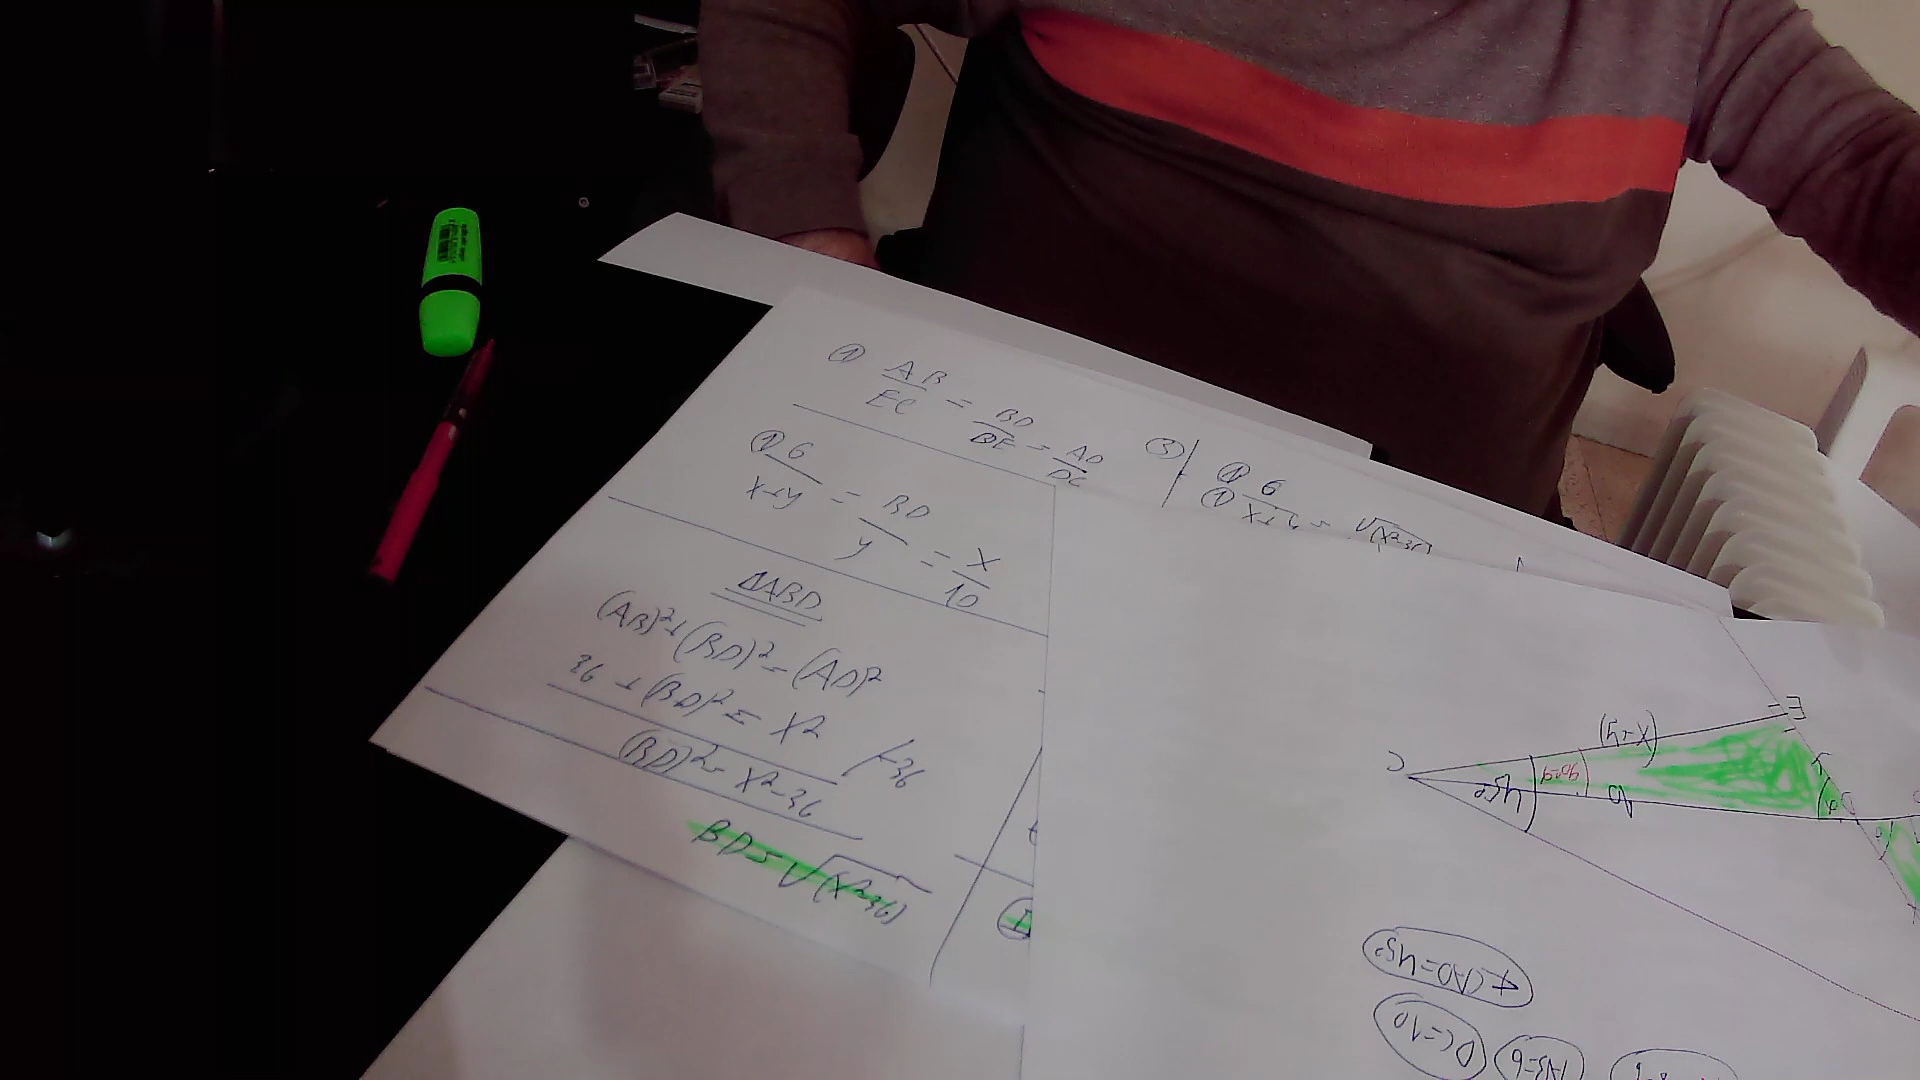 ① AB/EC = BD/DE = AD/DC
① 6/x+y = BD/y = x/10
ΔABD
(AB)²+(BD)²=(AD)²
36+(BD)²=x² /-36
(BD)²=x²-36
BD=√(x²-36)
③
① 6
① x+y = √(x²-36)
E
(x+y)
C
45°
10
∢CAD=45°
DC=10
AB=6